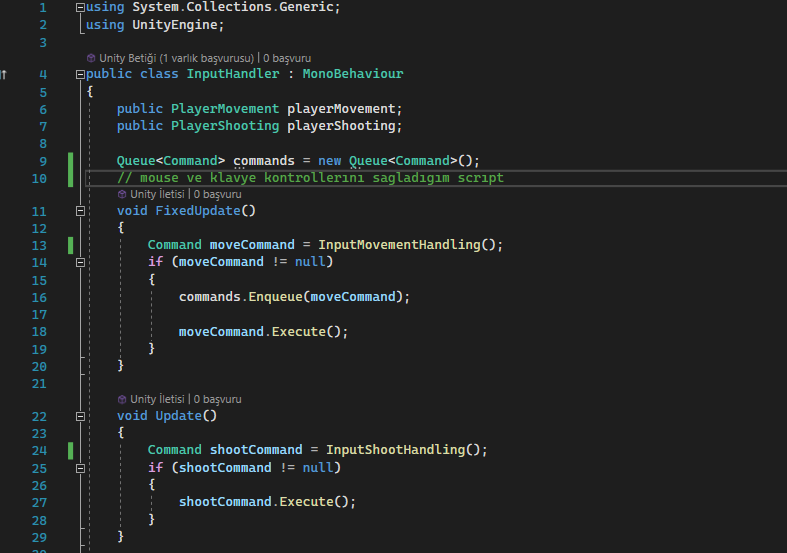 1 using System.Collections.Generic;
2 using UnityEngine;
3
Unity Betiği (1 varlık başvurusu) | 0 başvuru
4 public class InputHandler : MonoBehaviour
5 {
6 public PlayerMovement playerMovement;
7 public PlayerShooting playerShooting;
8
9 Queue<Command> commands = new Queue<Command>();
10 // mouse ve klavye kontrollerını sagladıgım scrıpt
Unity İletisi | 0 başvuru
11 void FixedUpdate()
12 {
13 Command moveCommand = InputMovementHandling();
14 if (moveCommand != null)
15 {
16 commands.Enqueue(moveCommand);
17
18 moveCommand.Execute();
19 }
20 }
21
Unity İletisi | 0 başvuru
22 void Update()
23 {
24 Command shootCommand = InputShootHandling();
25 if (shootCommand != null)
26 {
27 shootCommand.Execute();
28 }
29 }
30